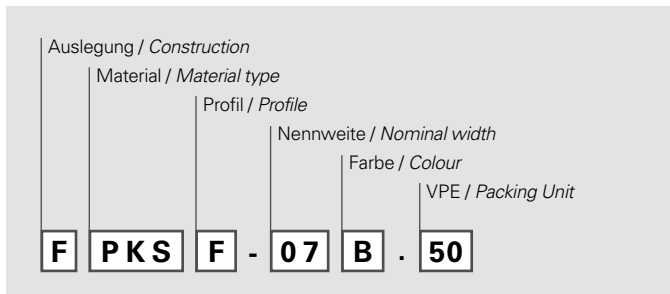 Auslegung / Construction
Material / Material type
Profil / Profile
Nennweite / Nominal width
Farbe / Colour
VPE / Packing Unit
F PKS F - 07 B . 50